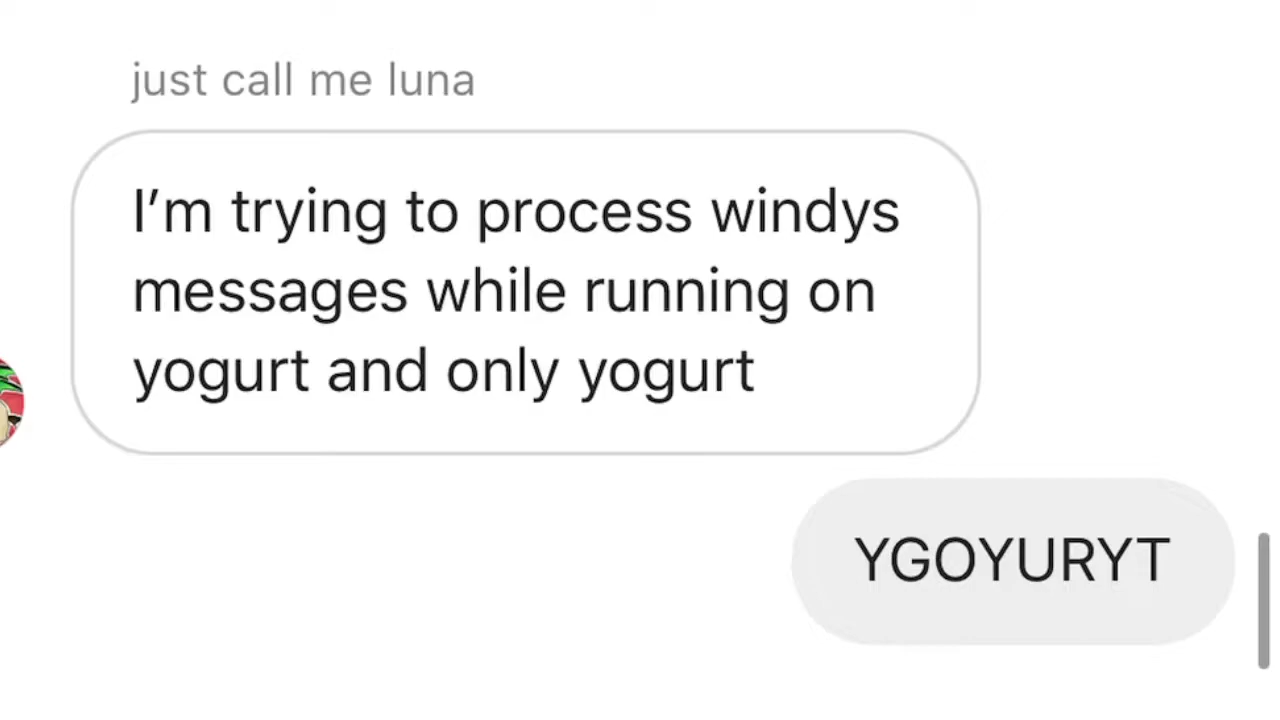 just call me luna
I’m trying to process windys
messages while running on
yogurt and only yogurt
YGOYURYT